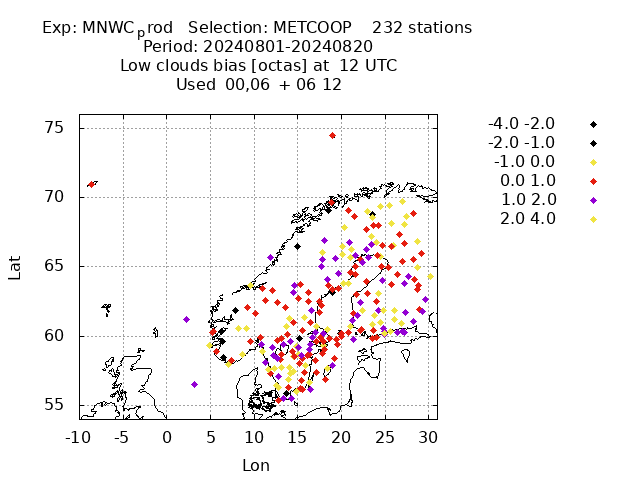 Exp: MNWC_prod Selection: METCOOP 232 stations
Period: 20240801-20240820
Low clouds bias [octas] at 12 UTC
Used 00,06 + 06 12
-4.0 -2.0
-2.0 -1.0
-1.0 0.0
0.0 1.0
1.0 2.0
2.0 4.0
75
70
65
60
55
Lat
-10 -5 0 5 10 15 20 25 30
Lon